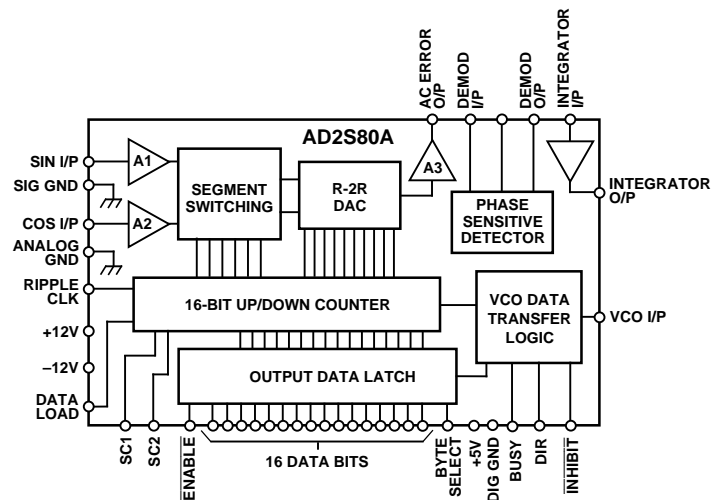 AC ERROR
O/P
DEMOD
I/P
DEMOD
O/P
INTEGRATOR
I/P
AD2S80A
SIN I/P
A1
SIG GND
SEGMENT
SWITCHING
R-2R
DAC
A3
INTEGRATOR
O/P
COS I/P
A2
PHASE
SENSITIVE
DETECTOR
ANALOG
GND
RIPPLE
CLK
16-BIT UP/DOWN COUNTER
VCO DATA
TRANSFER
LOGIC
VCO I/P
+12V
–12V
OUTPUT DATA LATCH
DATA
LOAD
SC1
SC2
ENABLE
16 DATA BITS
BYTE
SELECT
+5V
DIG GND
BUSY
DIR
INHIBIT